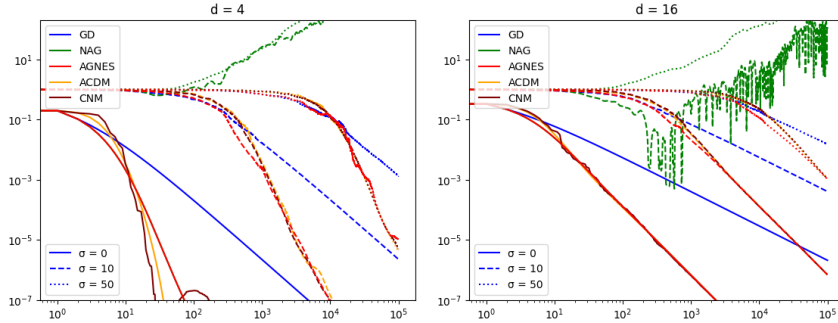 d = 4
10¹
10⁻¹
10⁻³
10⁻⁵
10⁻⁷
GD
NAG
AGNES
ACDM
CNM
σ = 0
σ = 10
σ = 50
10⁰
10¹
10²
10³
10⁴
10⁵
d = 16
10¹
10⁻¹
10⁻³
10⁻⁵
10⁻⁷
GD
NAG
AGNES
ACDM
CNM
σ = 0
σ = 10
σ = 50
10⁰
10¹
10²
10³
10⁴
10⁵